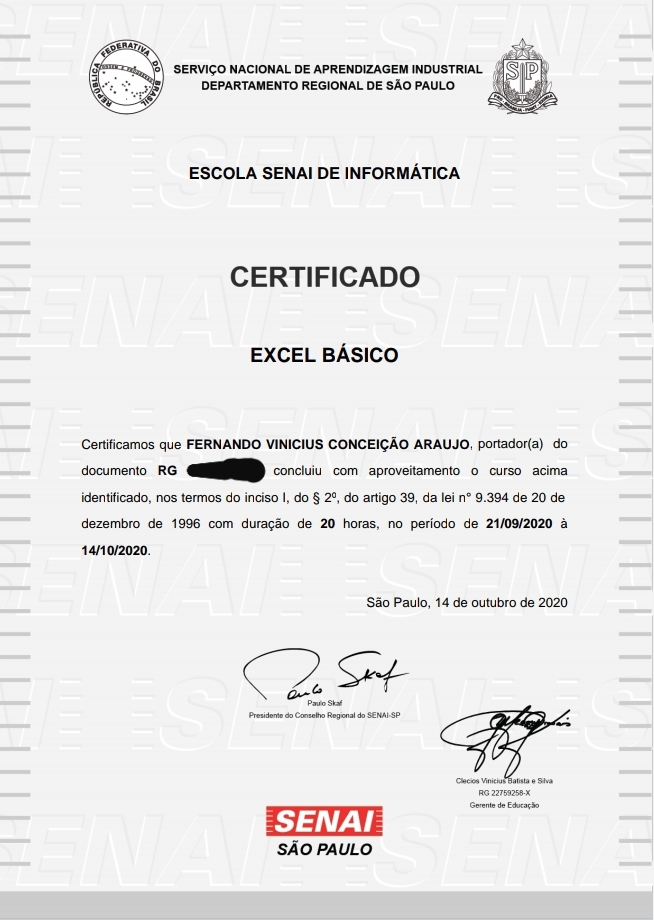 REPÚBLICA FEDERATIVA DO BRASIL
ORDEM E PROGRESSO
SERVIÇO NACIONAL DE APRENDIZAGEM INDUSTRIAL
DEPARTAMENTO REGIONAL DE SÃO PAULO
SP
ESCOLA SENAI DE INFORMÁTICA
CERTIFICADO
EXCEL BÁSICO
Certificamos que FERNANDO VINICIUS CONCEIÇÃO ARAUJO, portador(a) do
documento RG concluiu com aproveitamento o curso acima
identificado, nos termos do inciso I, do § 2º, do artigo 39, da lei n° 9.394 de 20 de
dezembro de 1996 com duração de 20 horas, no período de 21/09/2020 à
14/10/2020.
São Paulo, 14 de outubro de 2020
Paulo Skaf
Paulo Skaf
Presidente do Conselho Regional do SENAI-SP
Clecios Vinicius Batista e Silva
RG 22759258-X
Gerente de Educação
SENAI
SÃO PAULO